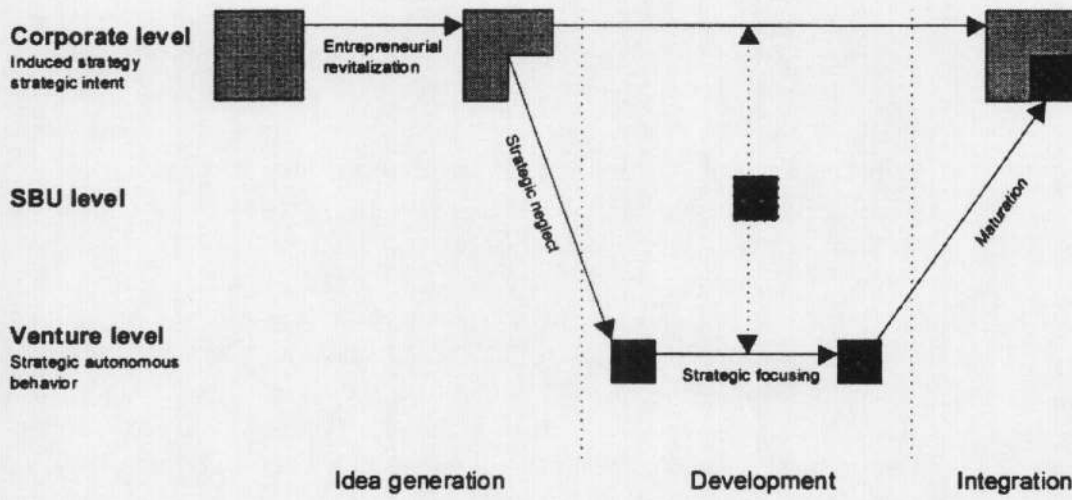 Corporate level
Induced strategy
strategic intent
Entrepreneurial
revitalization
Strategic neglect
SBU level
Maturation
Venture level
Strategic autonomous
behavior
Strategic focusing
Idea generation
Development
Integration